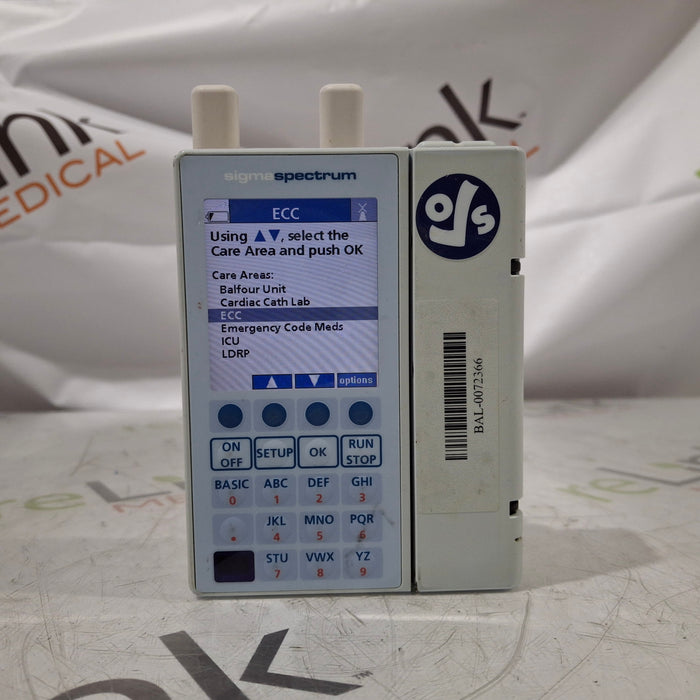 ink
MEDICAL
sigmaspectrum
ECC
Using ▲▼, select the
Care Area and push OK
Care Areas:
Balfour Unit
Cardiac Cath Lab
ECC
Emergency Code Meds
ICU
LDRP
options
ON
OFF
SETUP
OK
RUN
STOP
BASIC
0
ABC
1
DEF
2
GHI
3
.
JKL
4
MNO
5
PQR
6
STU
7
VWX
8
YZ
9
BAL-0072366